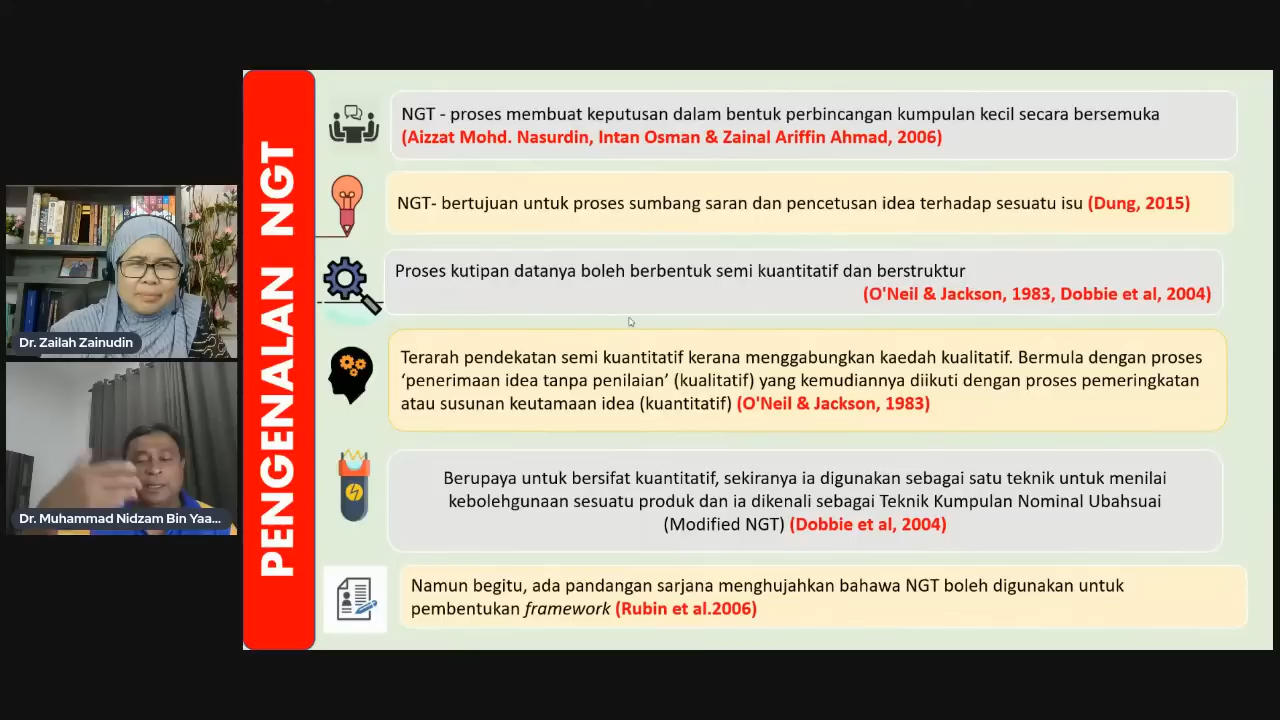 PENGENALAN NGT
NGT - proses membuat keputusan dalam bentuk perbincangan kumpulan kecil secara bersemuka
(Aizzat Mohd. Nasurdin, Intan Osman & Zainal Ariffin Ahmad, 2006)
NGT- bertujuan untuk proses sumbang saran dan pencetusan idea terhadap sesuatu isu (Dung, 2015)
Proses kutipan datanya boleh berbentuk semi kuantitatif dan berstruktur
(O'Neil & Jackson, 1983, Dobbie et al, 2004)
Terarah pendekatan semi kuantitatif kerana menggabungkan kaedah kualitatif. Bermula dengan proses
‘penerimaan idea tanpa penilaian’ (kualitatif) yang kemudiannya diikuti dengan proses pemeringkatan
atau susunan keutamaan idea (kuantitatif) (O'Neil & Jackson, 1983)
Berupaya untuk bersifat kuantitatif, sekiranya ia digunakan sebagai satu teknik untuk menilai
kebolehgunaan sesuatu produk dan ia dikenali sebagai Teknik Kumpulan Nominal Ubahsuai
(Modified NGT) (Dobbie et al, 2004)
Namun begitu, ada pandangan sarjana menghujahkan bahawa NGT boleh digunakan untuk
pembentukan framework (Rubin et al.2006)
Dr. Zailah Zainudin
Dr. Muhammad Nidzam Bin Yaa...